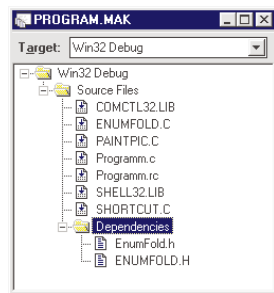 PROGRAM.MAK
Target: Win32 Debug
Win32 Debug
Source Files
COMCTL32.LIB
ENUMFOLD.C
PAINTPIC.C
Programm.c
Programm.rc
SHELL32.LIB
SHORTCUT.C
Dependencies
EnumFold.h
ENUMFOLD.H